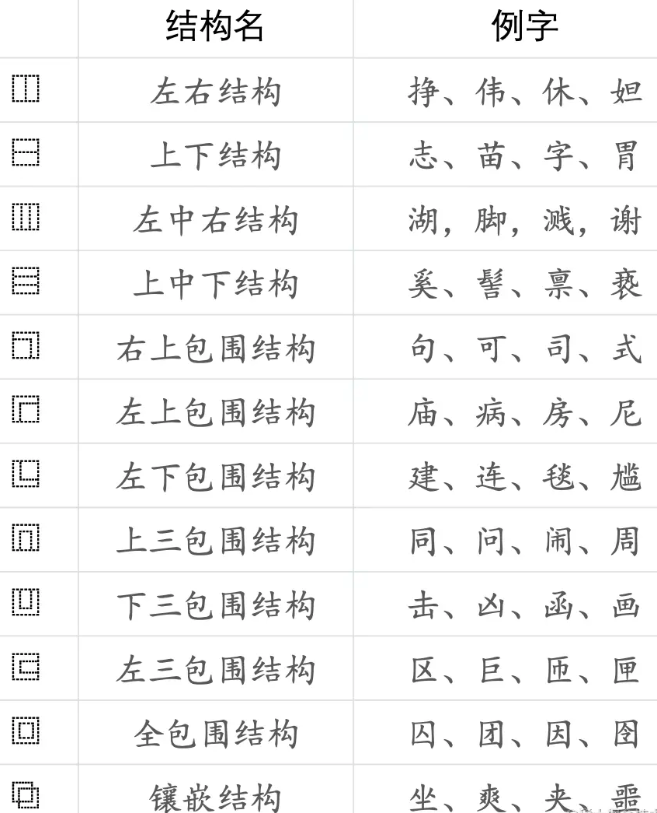 结构名 例字
⿰ 左右结构 挣、伟、休、妲
⿱ 上下结构 志、苗、字、胃
⿲ 左中右结构 湖，脚，溅，谢
⿳ 上中下结构 奚、髻、禀、亵
⿹ 右上包围结构 句、可、司、式
⿸ 左上包围结构 庙、病、房、尼
⿺ 左下包围结构 建、连、毯、尴
⿵ 上三包围结构 同、问、闹、周
⿶ 下三包围结构 击、凶、函、画
⿷ 左三包围结构 区、巨、匝、匣
⿴ 全包围结构 囚、团、因、囹
⿻ 镶嵌结构 坐、爽、夹、噩